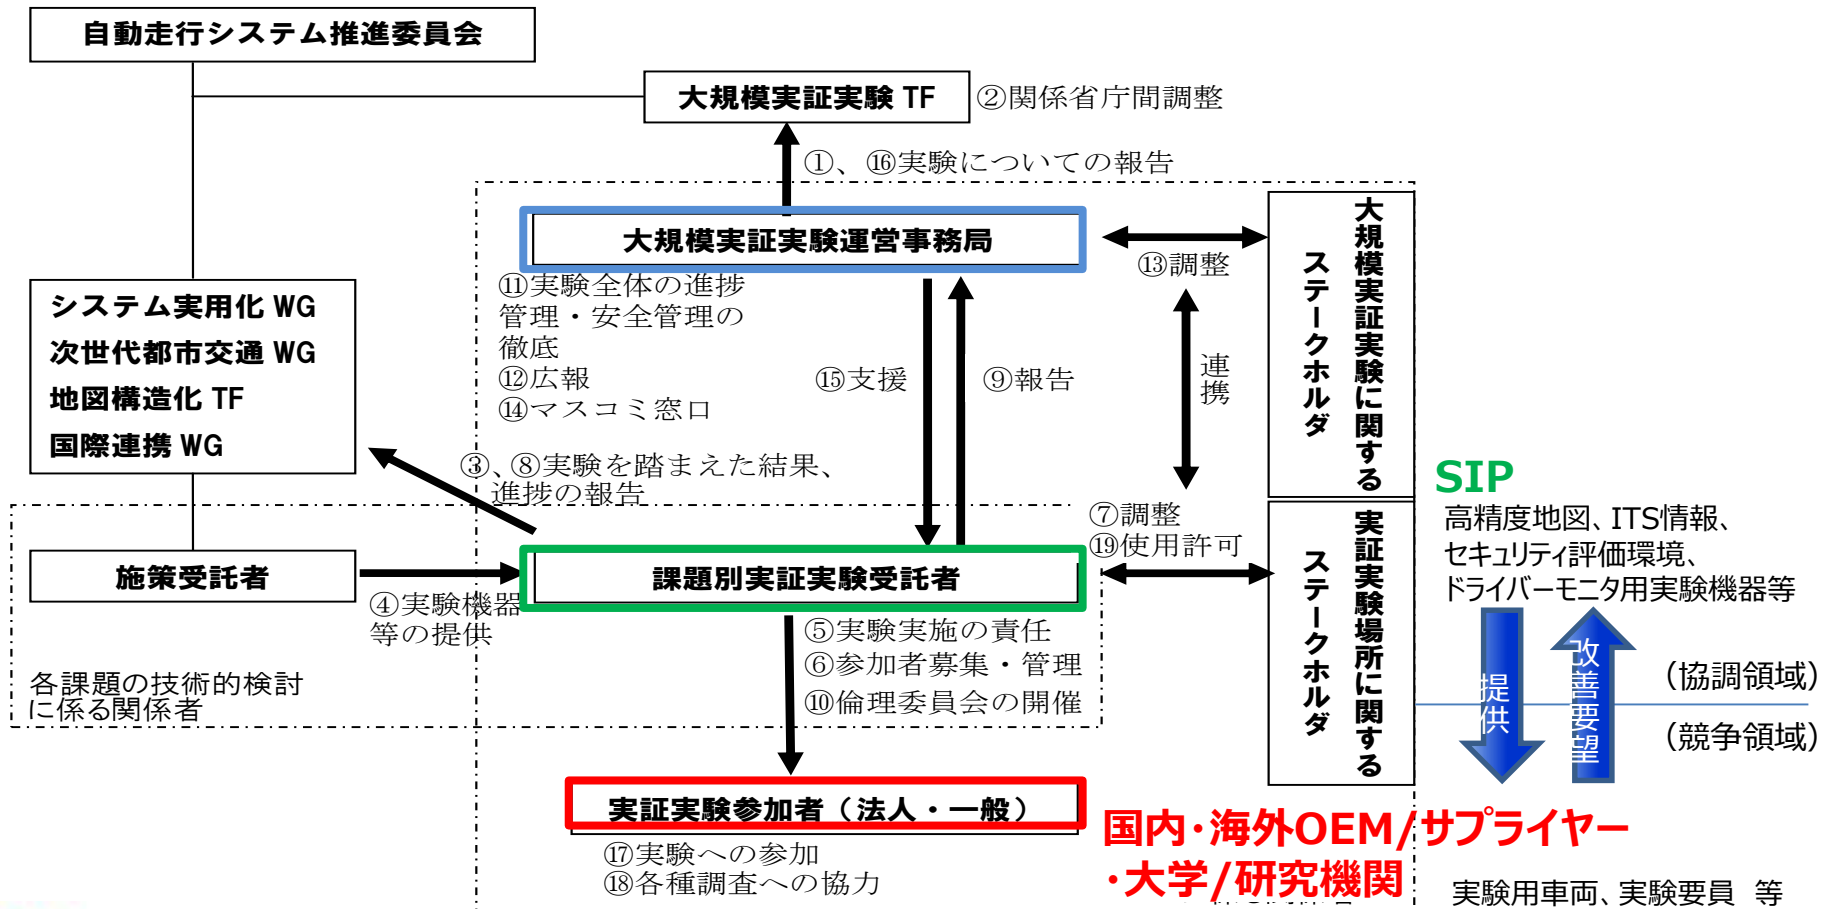 自動走行システム推進委員会
大規模実証実験 TF
②関係省庁間調整
①、⑯実験についての報告
大規模実証実験運営事務局
⑬調整
大規模実証実験に関する
ステークホルダ
システム実用化 WG
次世代都市交通 WG
地図構造化 TF
国際連携 WG
⑪実験全体の進捗
管理・安全管理の
徹底
⑫広報
⑭マスコミ窓口
⑮支援
⑨報告
連携
③、⑧実験を踏まえた結果、
進捗の報告
⑦調整
⑲使用許可
実証実験場所に関する
ステークホルダ
施策受託者
④実験機器
等の提供
課題別実証実験受託者
⑤実験実施の責任
⑥参加者募集・管理
⑩倫理委員会の開催
各課題の技術的検討
に係る関係者
実証実験参加者（法人・一般）
⑰実験への参加
⑱各種調査への協力
SIP
高精度地図、ITS情報、
セキュリティ評価環境、
ドライバーモニタ用実験機器等
提供
改善要望
（協調領域）
（競争領域）
国内・海外OEM/サプライヤー
・大学/研究機関
実験用車両、実験要員 等